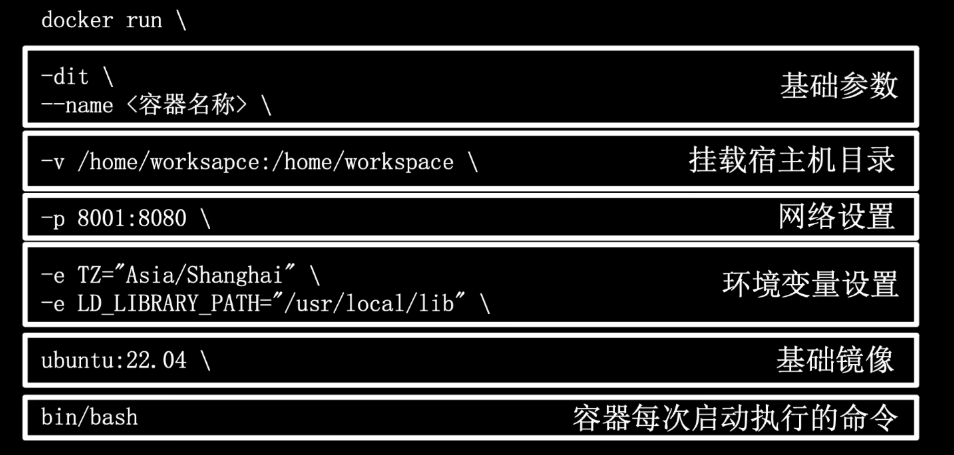 docker run \
-dit \
--name <容器名称> \
基础参数
-v /home/worksapce:/home/workspace \
挂载宿主机目录
-p 8001:8080 \
网络设置
-e TZ="Asia/Shanghai" \
-e LD_LIBRARY_PATH="/usr/local/lib" \
环境变量设置
ubuntu:22.04 \
基础镜像
bin/bash
容器每次启动执行的命令